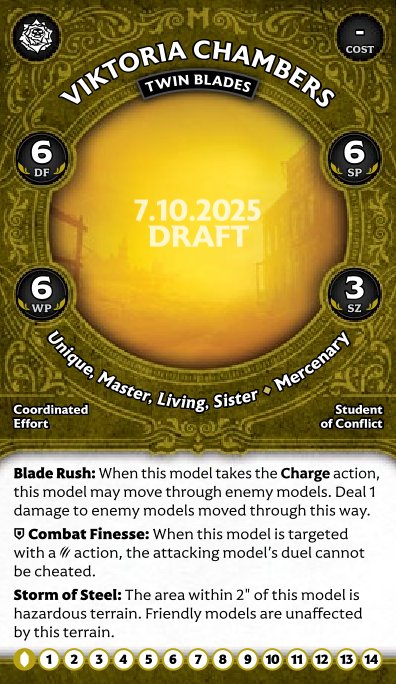 -
COST
VIKTORIA CHAMBERS
TWIN BLADES
6
DF
6
SP
7.10.2025
DRAFT
6
WP
3
SZ
Unique, Master, Living, Sister ♦ Mercenary
Coordinated
Effort
Student
of Conflict
Blade Rush: When this model takes the Charge action,
this model may move through enemy models. Deal 1
damage to enemy models moved through this way.
Combat Finesse: When this model is targeted
with a action, the attacking model's duel cannot
be cheated.
Storm of Steel: The area within 2" of this model is
hazardous terrain. Friendly models are unaffected
by this terrain.
1 2 3 4 5 6 7 8 9 10 11 12 13 14